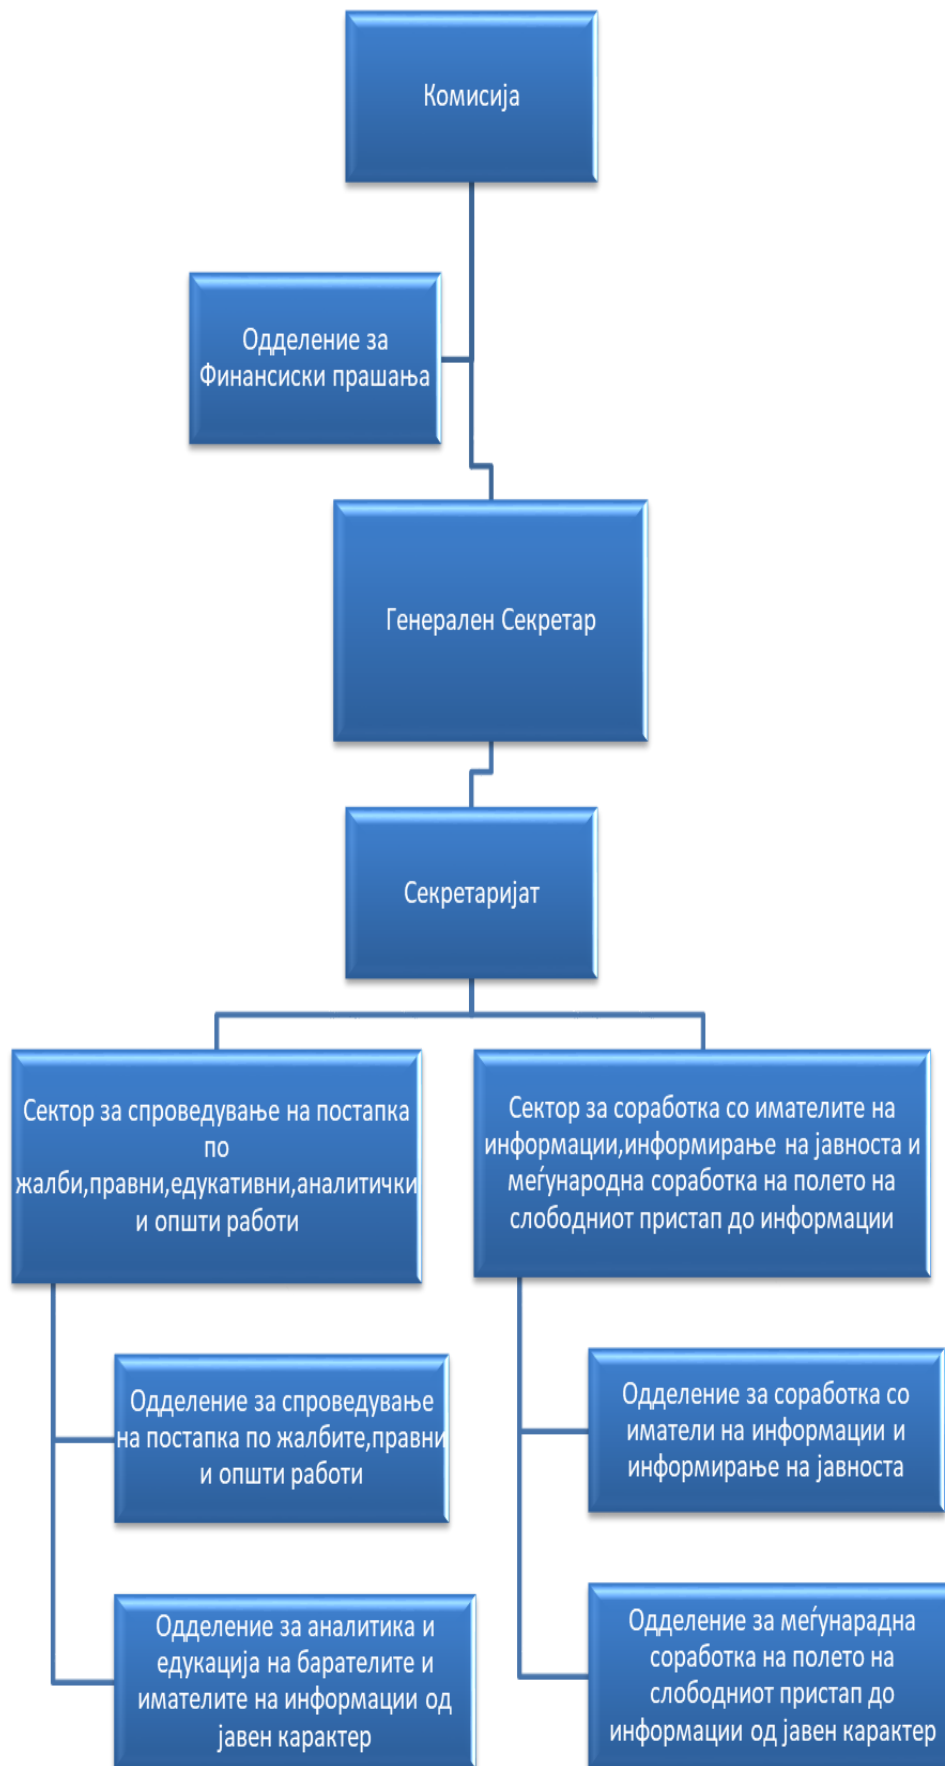 Комисија
Одделение за
Финансиски прашања
Генерален Секретар
Секретаријат
Сектор за спроведување на постапка
по
жалби,правни,едукативни,аналитички
и општи работи
Сектор за соработка со имателите на
информации,информирање на јавноста и
меѓународна соработка на полето на
слободниот пристап до информации
Одделение за спроведување
на постапка по жалбите,правни
и општи работи
Одделение за соработка со
иматели на информации и
информирање на јавноста
Одделение за аналитика и
едукација на барателите и
имателите на информации од
јавен карактер
Одделение за меѓунарадна
соработка на полето на
слободниот пристап до
информации од јавен карактер